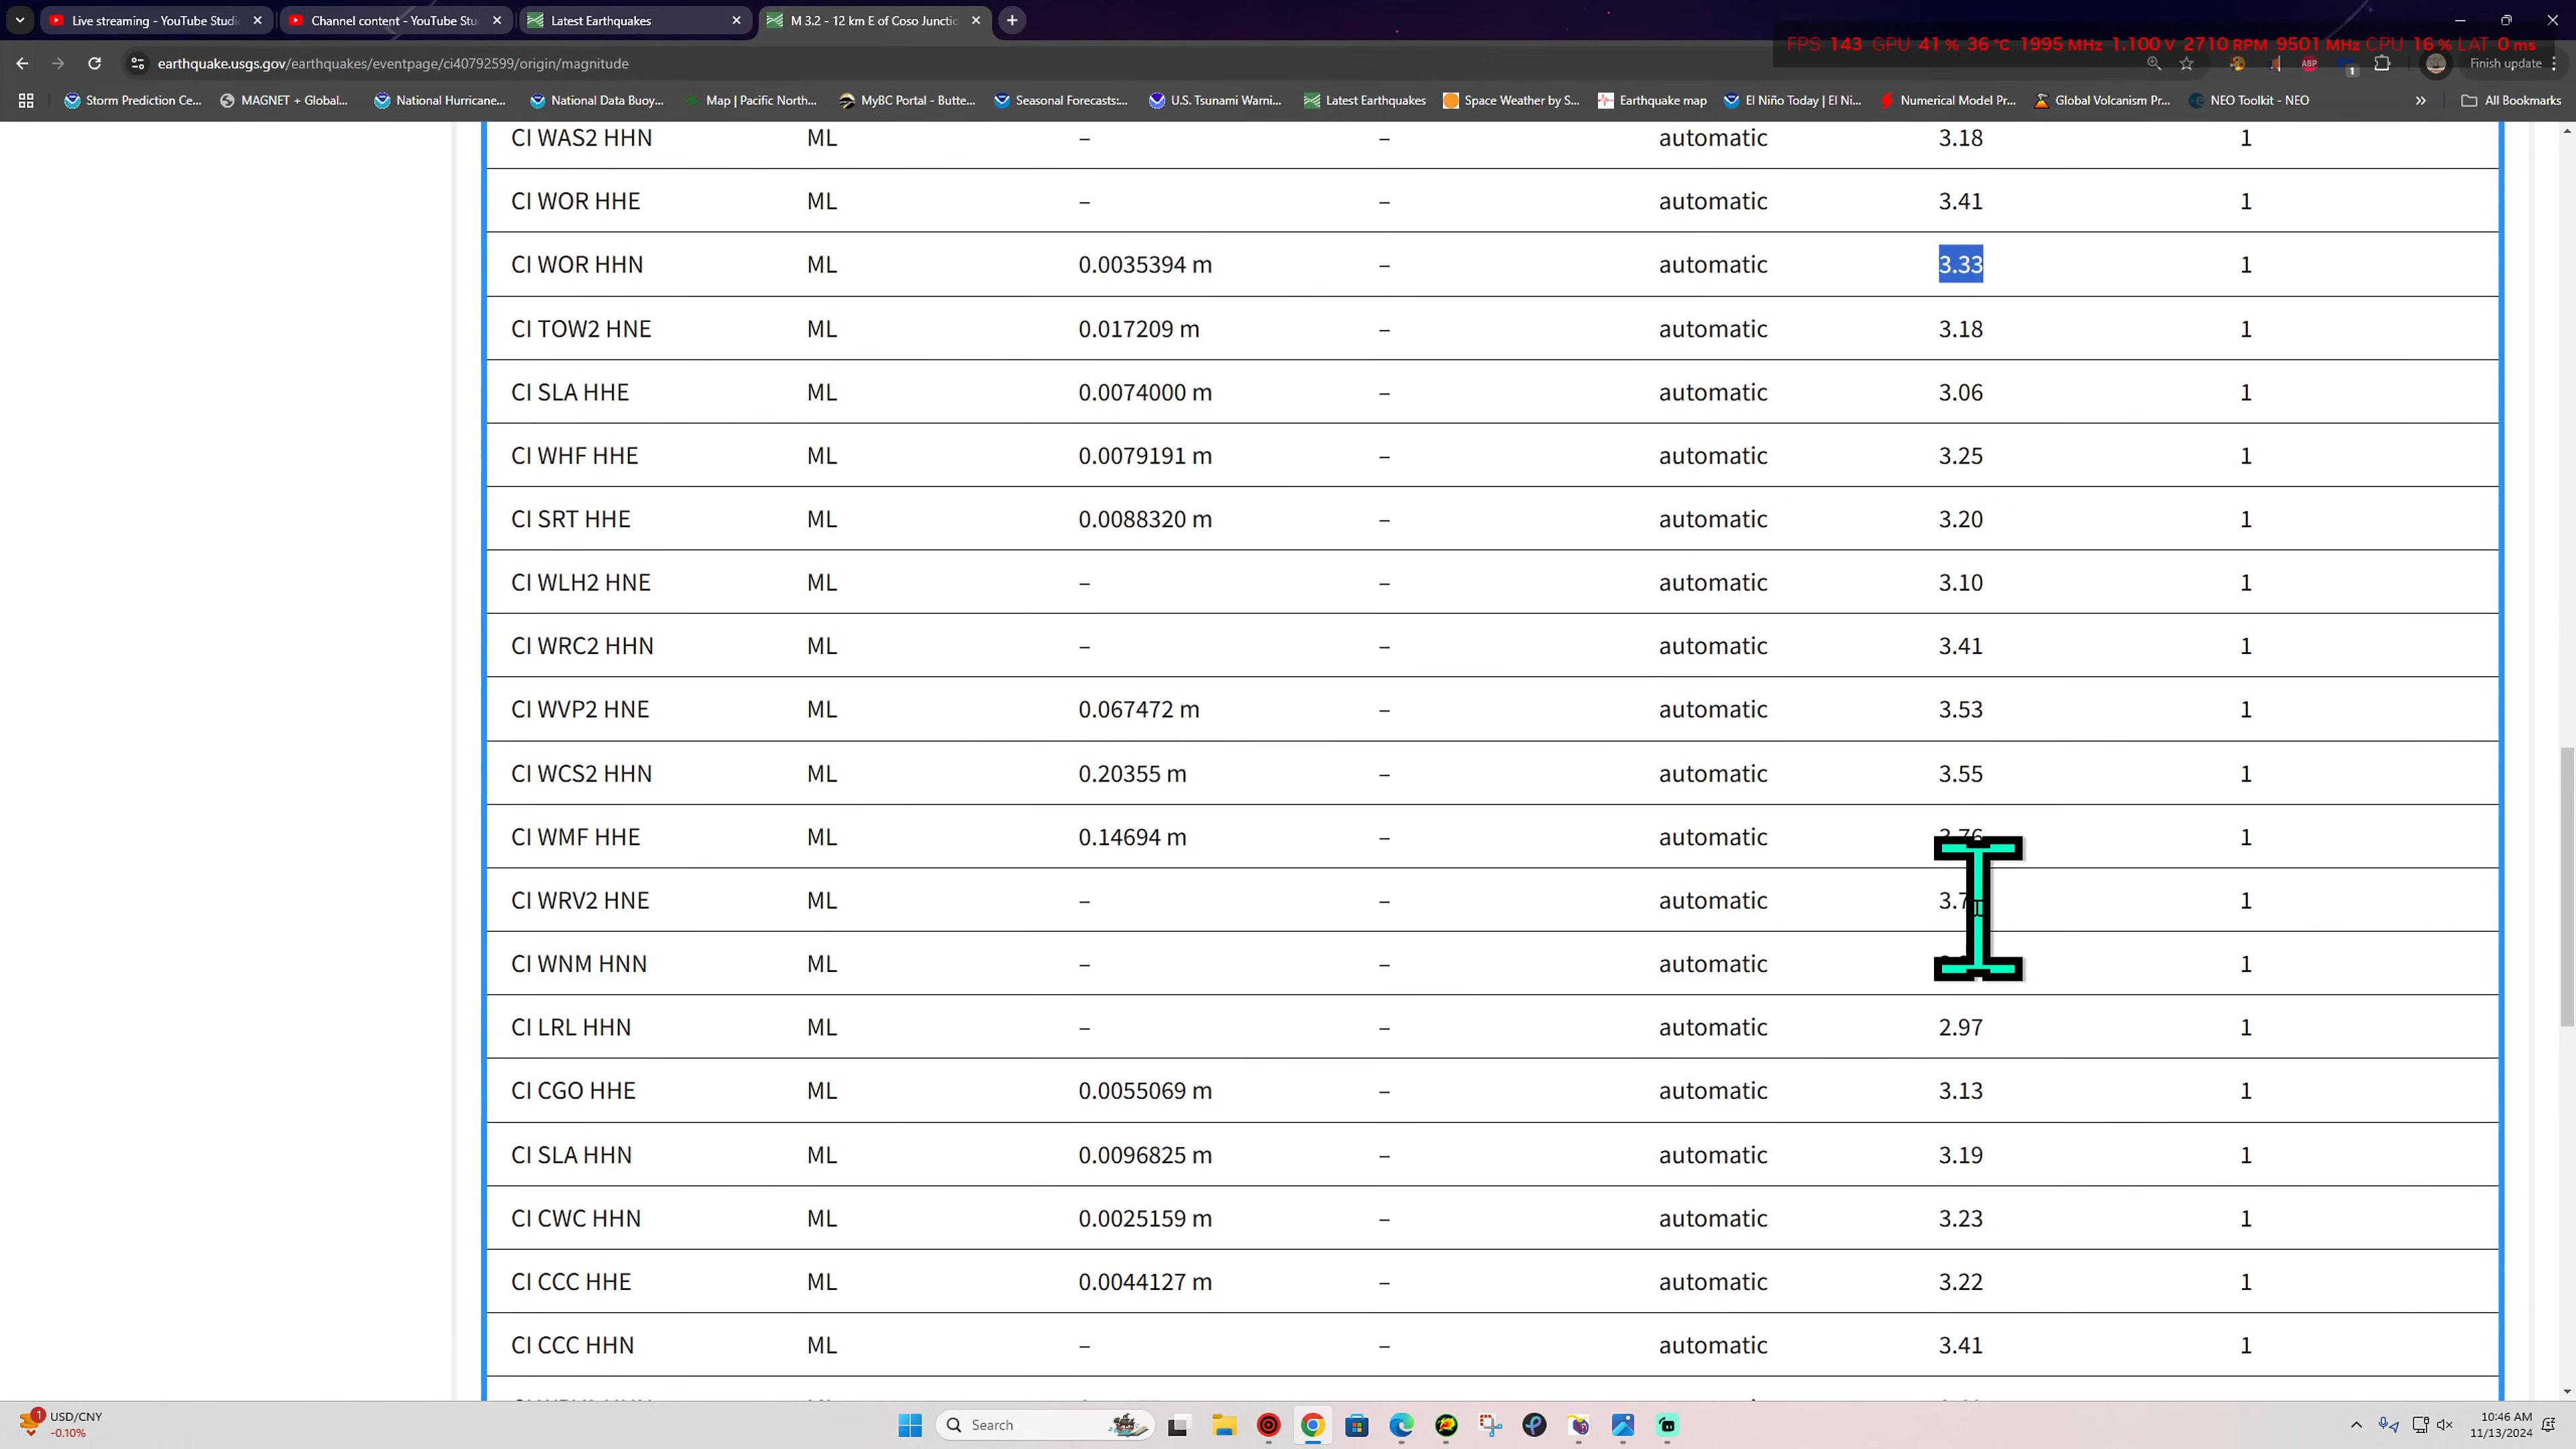 Live streaming - YouTube Studi
Channel content - YouTube Stu
Latest Earthquakes
M 3.2 - 12 km E of Coso Junctio
FPS 143 GPU 41 % 36 °C 1995 MHz 1.100 V 2710 RPM 9501 MHz CPU 16 % LAT 0 ms
earthquake.usgs.gov/earthquakes/eventpage/ci40792599/origin/magnitude
ABP
1
Finish update
Storm Prediction Ce...
MAGNET + Global...
National Hurricane...
National Data Buoy...
Map | Pacific North...
MyBC Portal - Butte...
Seasonal Forecasts:...
U.S. Tsunami Warni...
Latest Earthquakes
Space Weather by S...
Earthquake map
El Niño Today | El Ni...
Numerical Model Pr...
Global Volcanism Pr...
NEO Toolkit - NEO
All Bookmarks
CI WAS2 HHN ML – – automatic 3.18 1
CI WOR HHE ML – – automatic 3.41 1
CI WOR HHN ML 0.0035394 m – automatic 3.33 1
CI TOW2 HNE ML 0.017209 m – automatic 3.18 1
CI SLA HHE ML 0.0074000 m – automatic 3.06 1
CI WHF HHE ML 0.0079191 m – automatic 3.25 1
CI SRT HHE ML 0.0088320 m – automatic 3.20 1
CI WLH2 HNE ML – – automatic 3.10 1
CI WRC2 HHN ML – – automatic 3.41 1
CI WVP2 HNE ML 0.067472 m – automatic 3.53 1
CI WCS2 HHN ML 0.20355 m – automatic 3.55 1
CI WMF HHE ML 0.14694 m – automatic 3.76 1
CI WRV2 HNE ML – – automatic 1
CI WNM HNN ML – – automatic 1
CI LRL HHN ML – – automatic 2.97 1
CI CGO HHE ML 0.0055069 m – automatic 3.13 1
CI SLA HHN ML 0.0096825 m – automatic 3.19 1
CI CWC HHN ML 0.0025159 m – automatic 3.23 1
CI CCC HHE ML 0.0044127 m – automatic 3.22 1
CI CCC HHN ML – – automatic 3.41 1
1
USD/CNY
-0.10%
Search
10:46 AM
11/13/2024